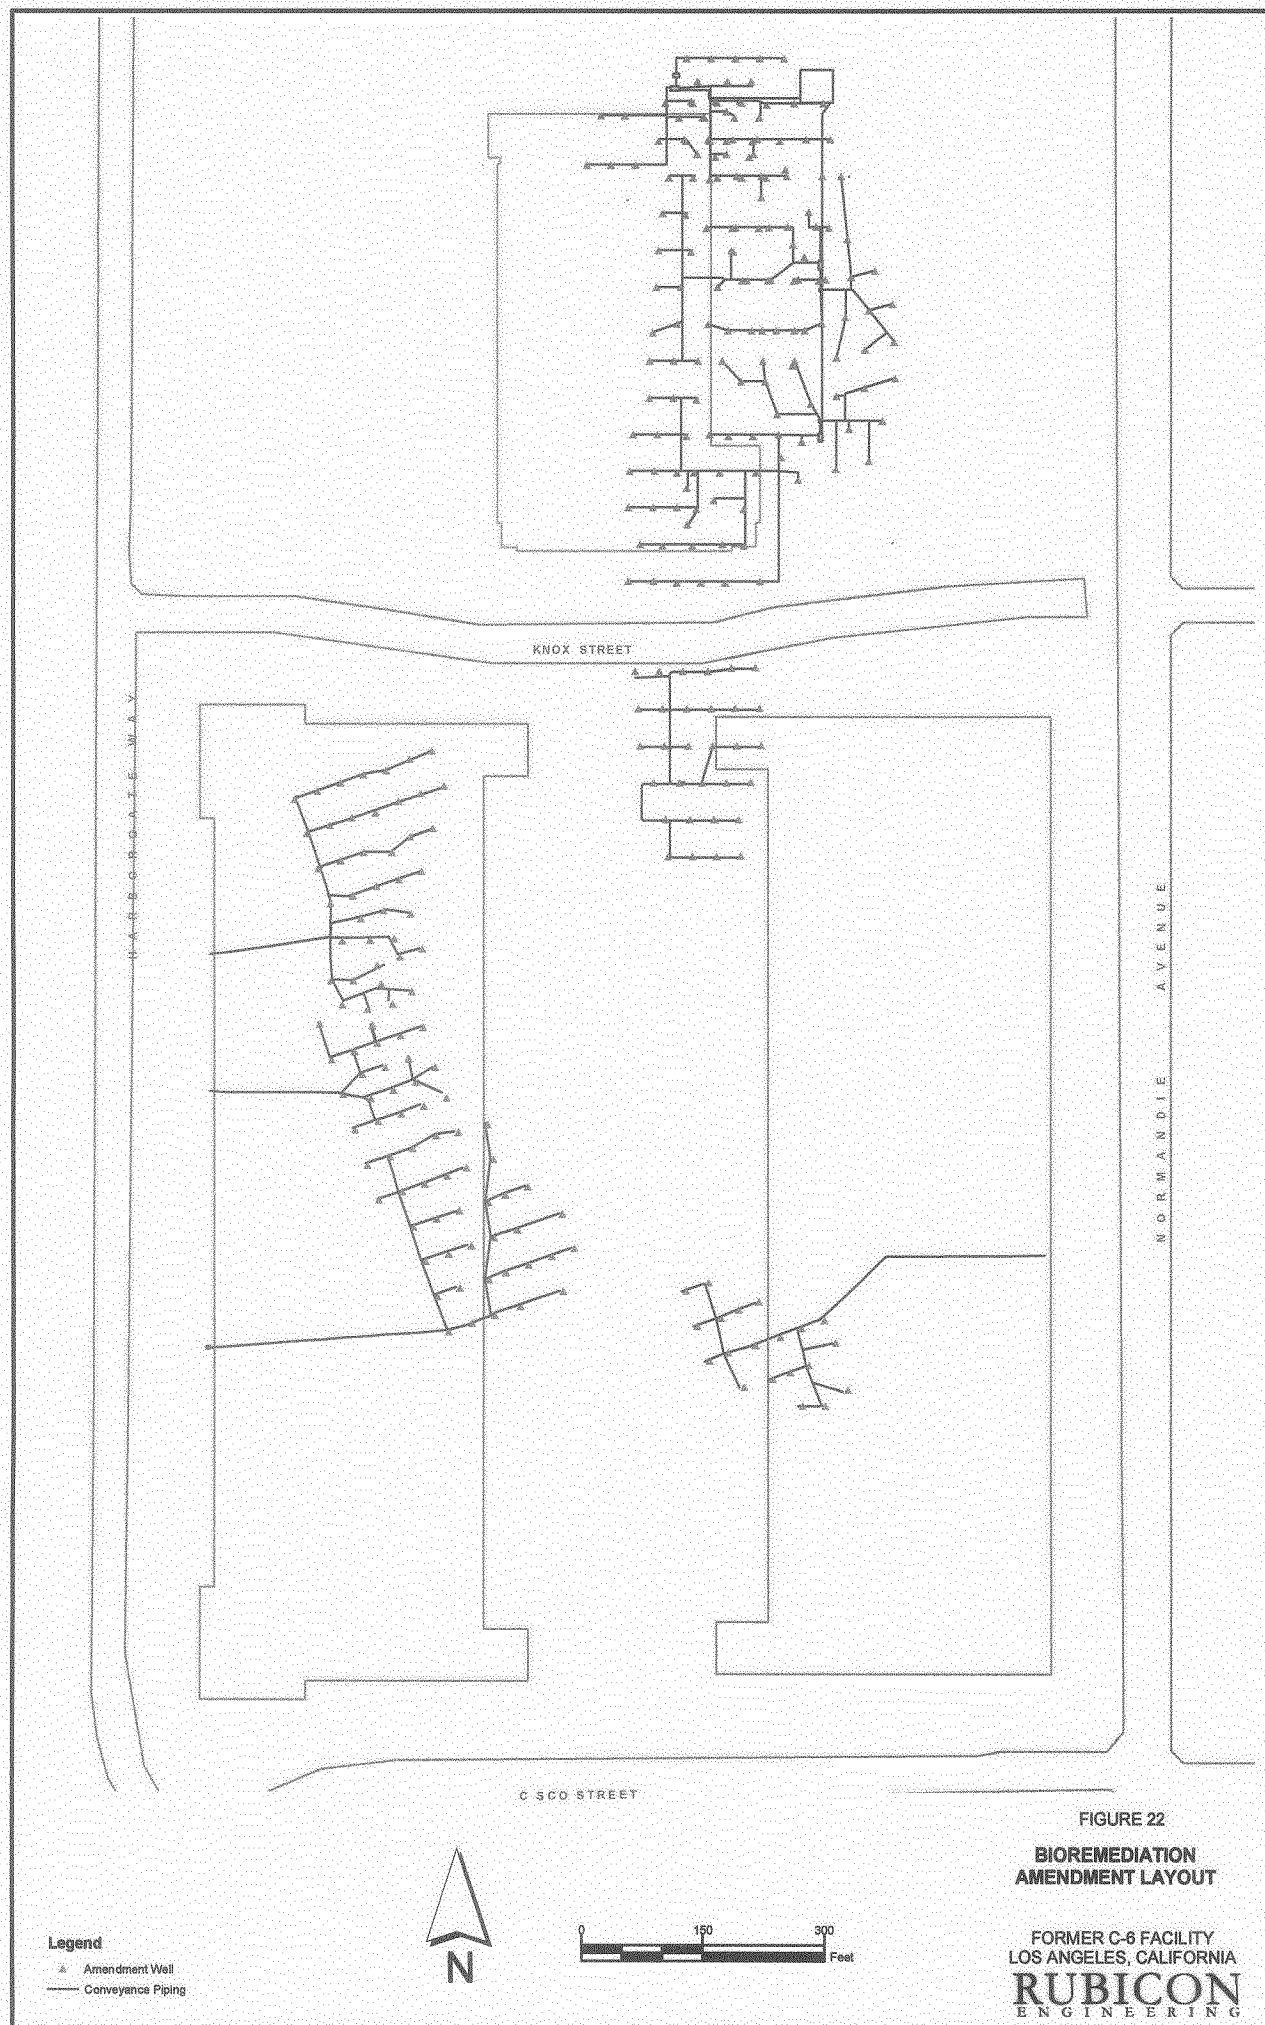 KNOX STREET
HARBORGATE WAY
NORMANDIE AVENUE
C SCO STREET
FIGURE 22
BIOREMEDIATION
AMENDMENT LAYOUT
FORMER C-6 FACILITY
LOS ANGELES, CALIFORNIA
RUBICON
ENGINEERING
Legend
Amendment Well
Conveyance Piping
N
0 150 300
Feet